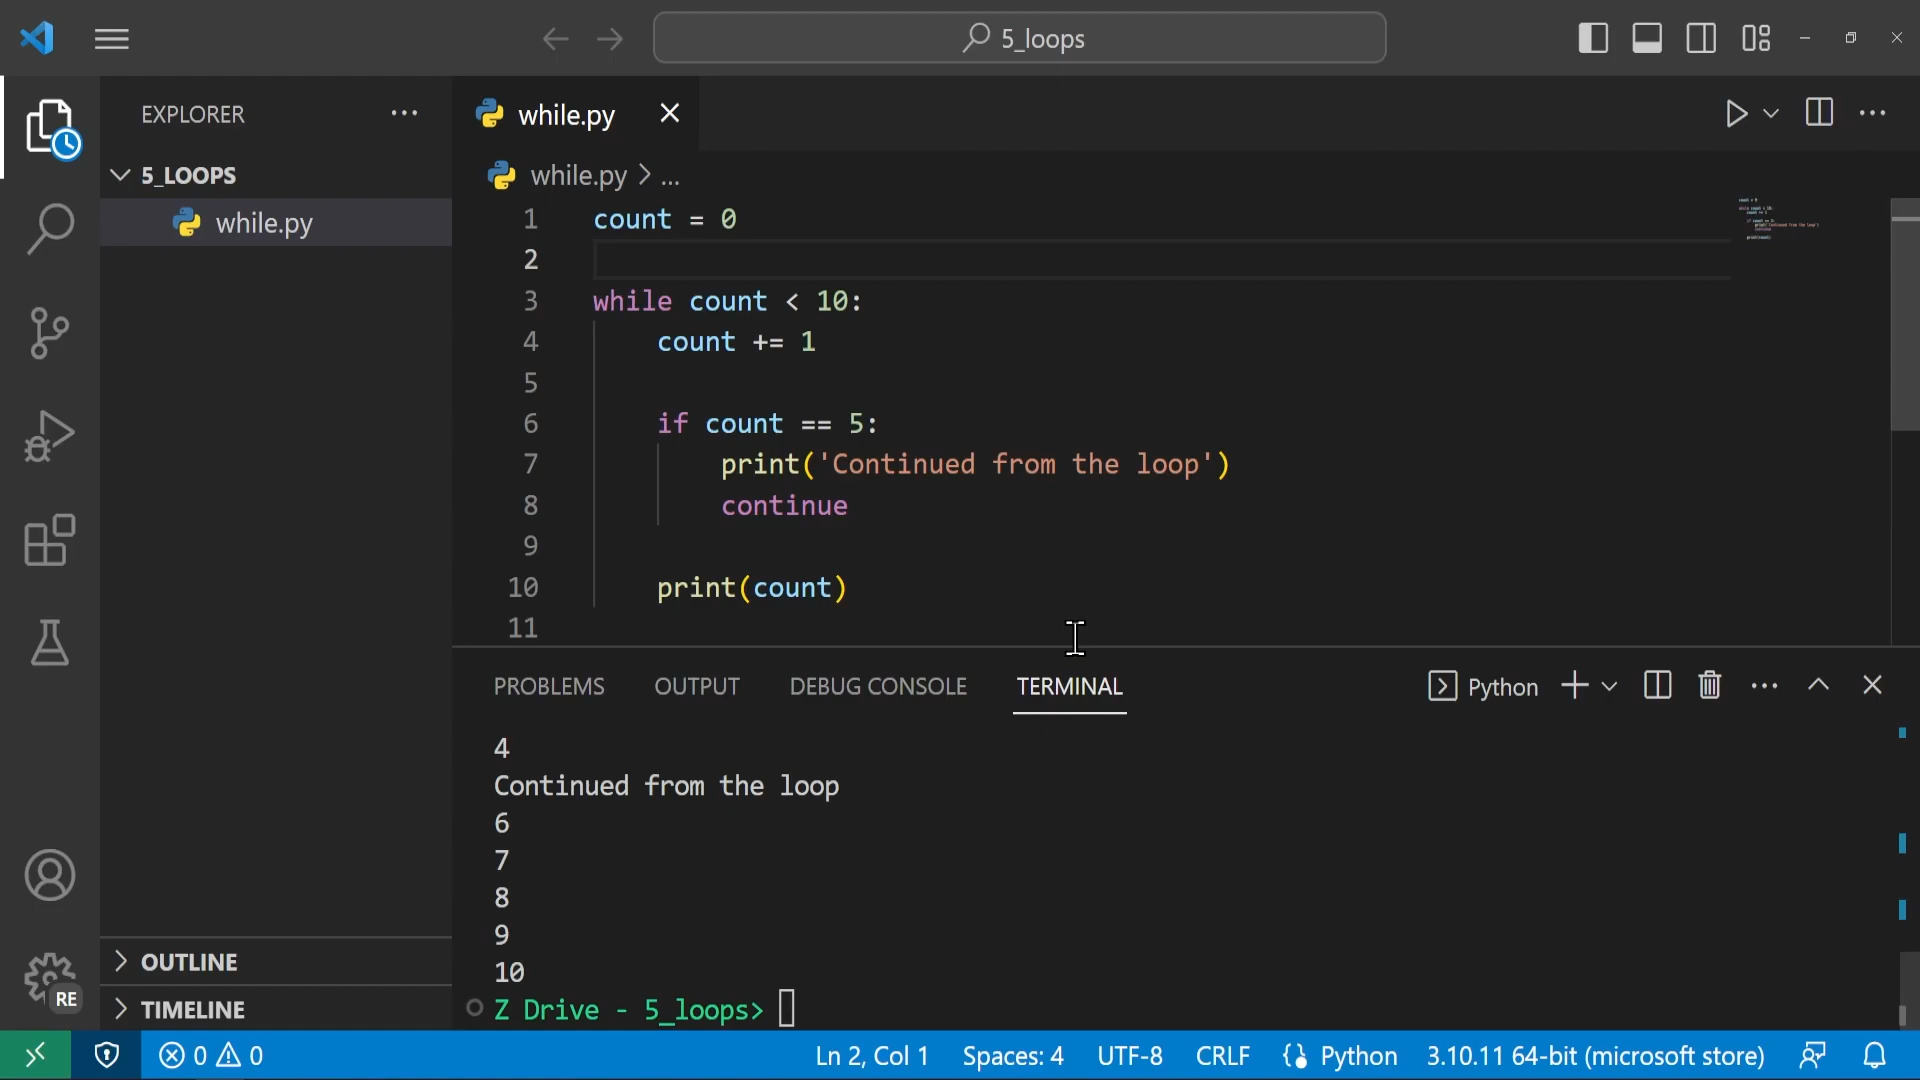 5_loops
EXPLORER
5_LOOPS
while.py
OUTLINE
TIMELINE
RE
while.py
while.py > ...
1 count = 0
2
3 while count < 10:
4     count += 1
5
6     if count == 5:
7         print('Continued from the loop')
8         continue
9
10     print(count)
11
PROBLEMS OUTPUT DEBUG CONSOLE TERMINAL Python
4
Continued from the loop
6
7
8
9
10
Z Drive - 5_loops>
0 0 Ln 2, Col 1 Spaces: 4 UTF-8 CRLF Python 3.10.11 64-bit (microsoft store)